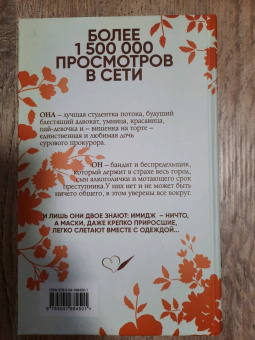 БОЛЕЕ
1 500 000
ПРОСМОТРОВ
В СЕТИ
ОНА – лучшая студентка потока, будущий
блестящий адвокат, умница, красавица,
пай-девочка и – вишенка на торте –
единственная и любимая дочь
сурового прокурора.
ОН – бандит и беспредельщик,
который держит в страхе весь город,
сын алкоголички и мотающего срок
преступника. У них нет и не может быть
ничего общего, в этом уверены все вокруг.
И ЛИШЬ ОНИ ДВОЕ ЗНАЮТ: ИМИДЖ – НИЧТО,
А МАСКИ, ДАЖЕ КРЕПКО ПРИРОСШИЕ,
ЛЕГКО СЛЕТАЮТ ВМЕСТЕ С ОДЕЖДОЙ...